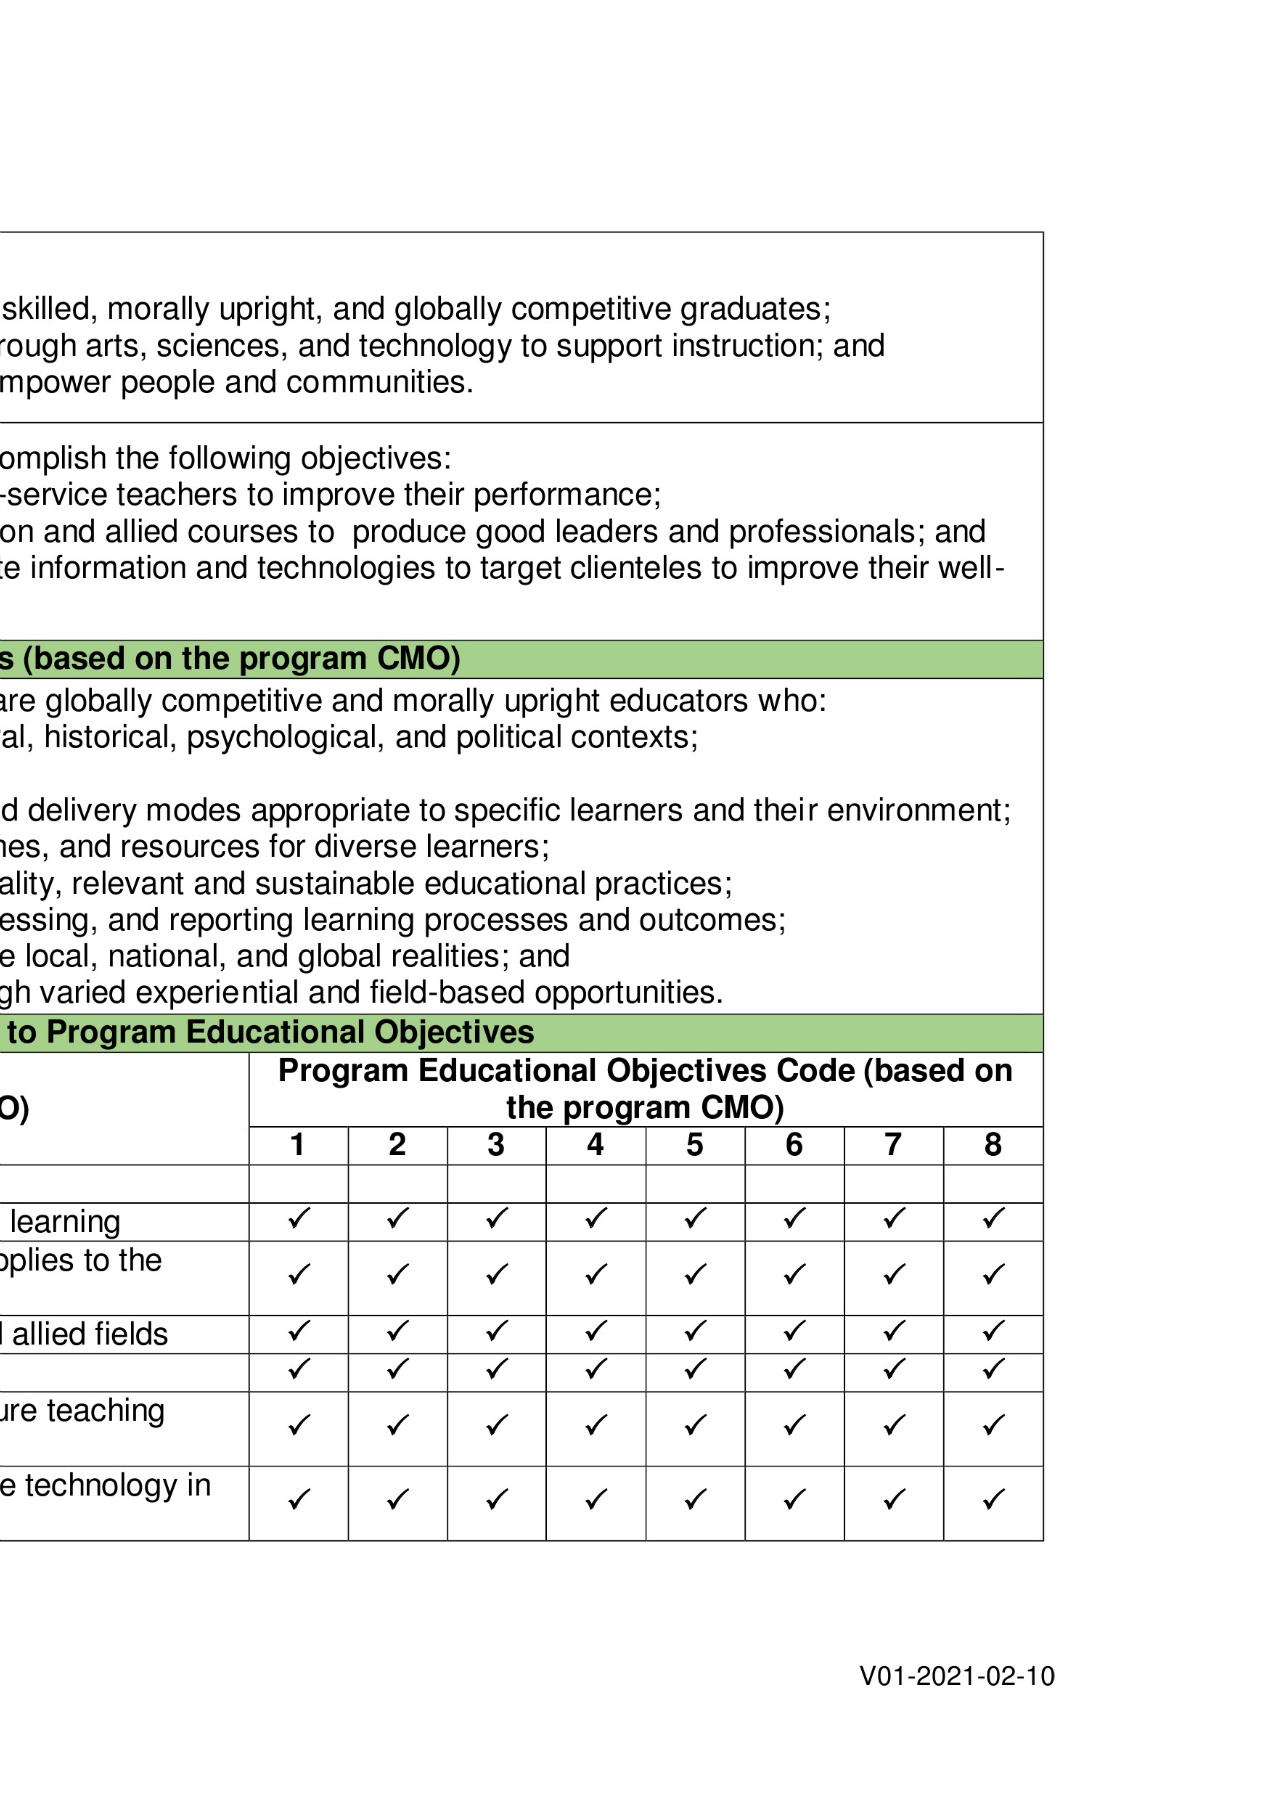 skilled, morally upright, and globally competitive graduates;
rough arts, sciences, and technology to support instruction; and
mpower people and communities.
omplish the following objectives:
-service teachers to improve their performance;
ion and allied courses to produce good leaders and professionals; and
te information and technologies to target clienteles to improve their well-
s (based on the program CMO)
are globally competitive and morally upright educators who:
al, historical, psychological, and political contexts;
d delivery modes appropriate to specific learners and their environment;
nes, and resources for diverse learners;
ality, relevant and sustainable educational practices;
essing, and reporting learning processes and outcomes;
e local, national, and global realities; and
gh varied experiential and field-based opportunities.
to Program Educational Objectives
O)
Program Educational Objectives Code (based on
the program CMO)
1 2 3 4 5 6 7 8
learning ✓ ✓ ✓ ✓ ✓ ✓ ✓ ✓
pplies to the
✓ ✓ ✓ ✓ ✓ ✓ ✓ ✓
allied fields ✓ ✓ ✓ ✓ ✓ ✓ ✓ ✓
✓ ✓ ✓ ✓ ✓ ✓ ✓ ✓
ure teaching
✓ ✓ ✓ ✓ ✓ ✓ ✓ ✓
e technology in
✓ ✓ ✓ ✓ ✓ ✓ ✓ ✓
V01-2021-02-10